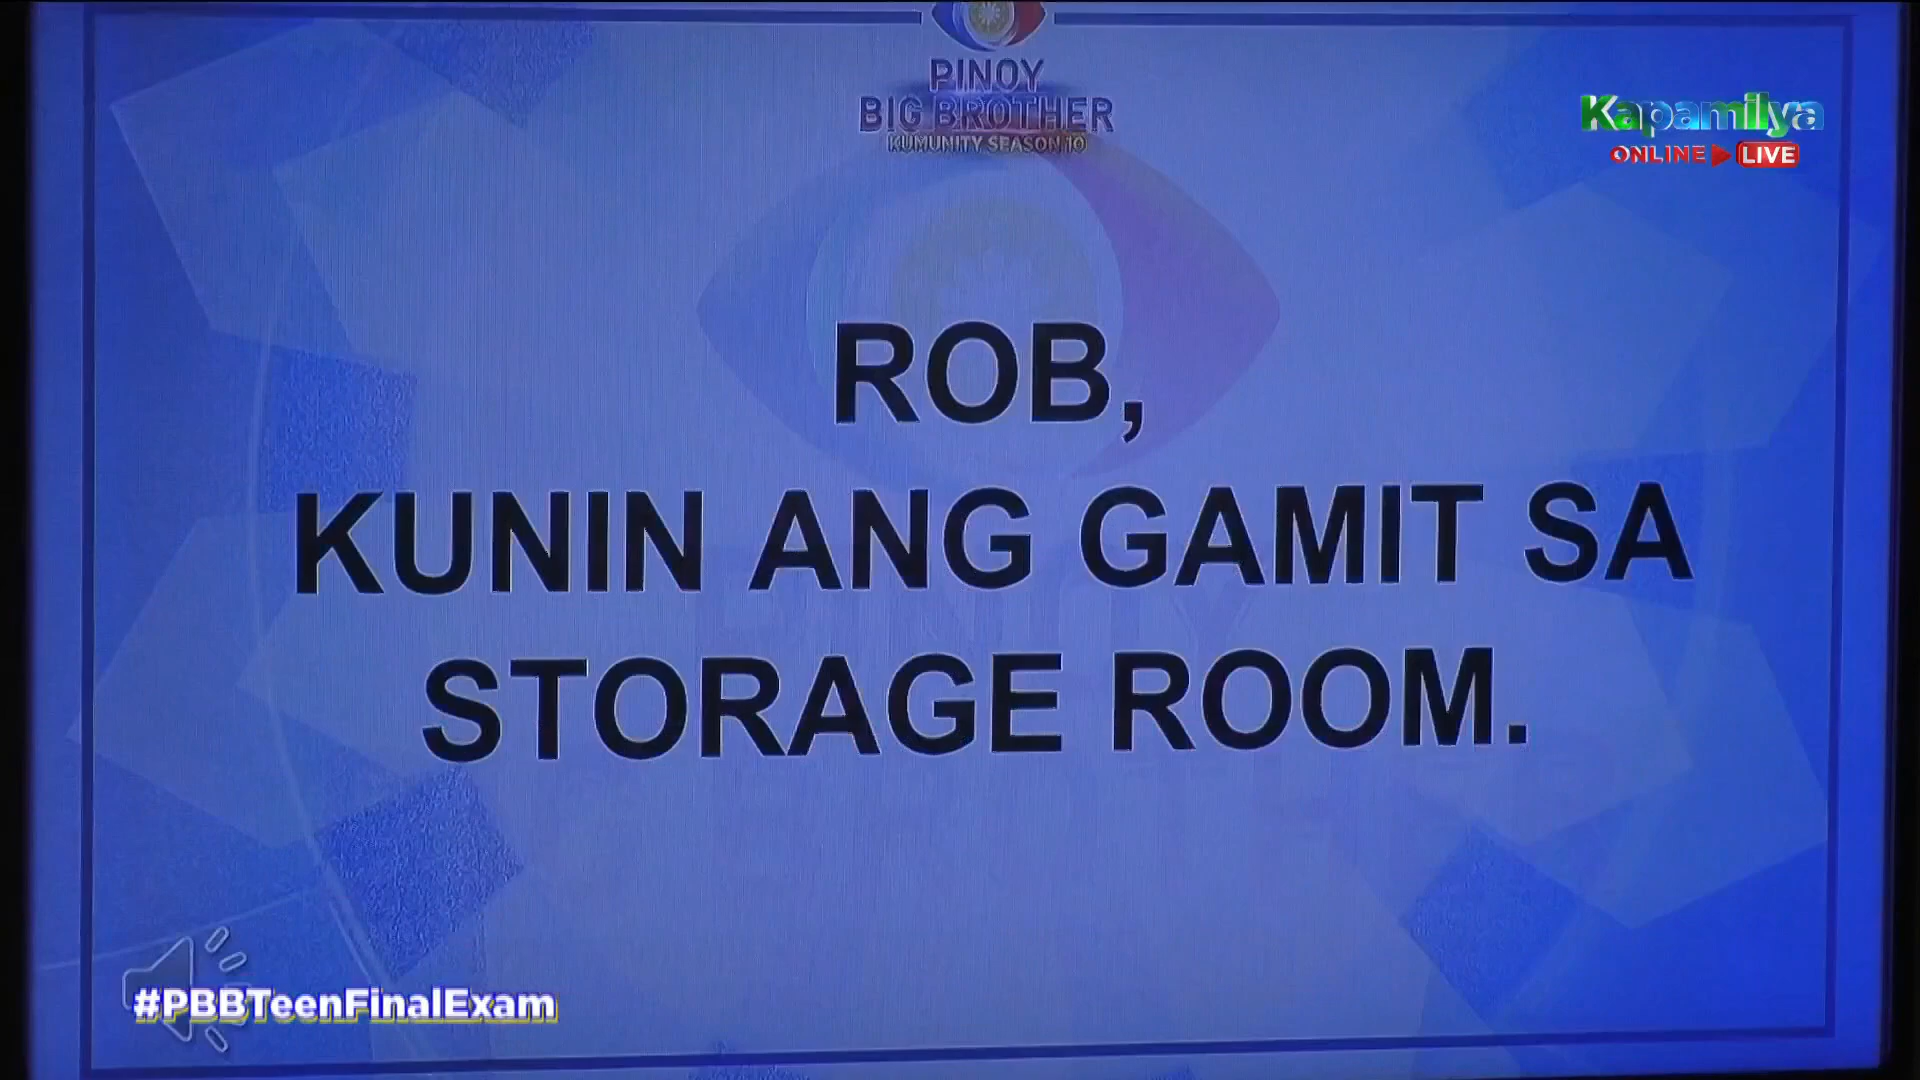 PINOY
BIG BROTHER
KUMUNITY SEASON 10
Kapamilya
ONLINE LIVE
ROB,
KUNIN ANG GAMIT SA
STORAGE ROOM.
#PBBTeenFinalExam